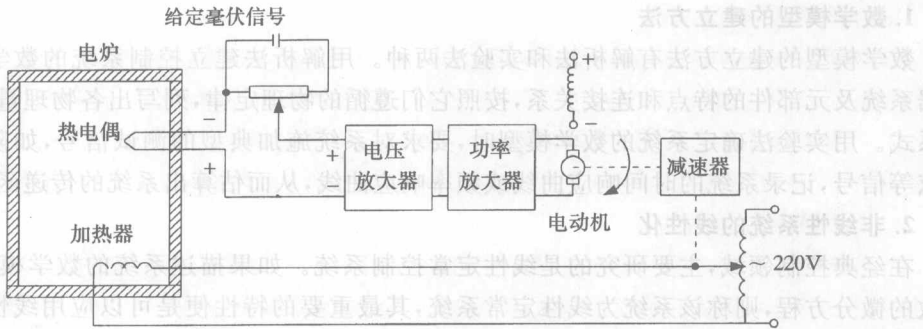 给定毫伏信号
电炉
热电偶
加热器
−
+
+
−
电压
放大器
功率
放大器
+
−
电动机
减速器
~ 220V